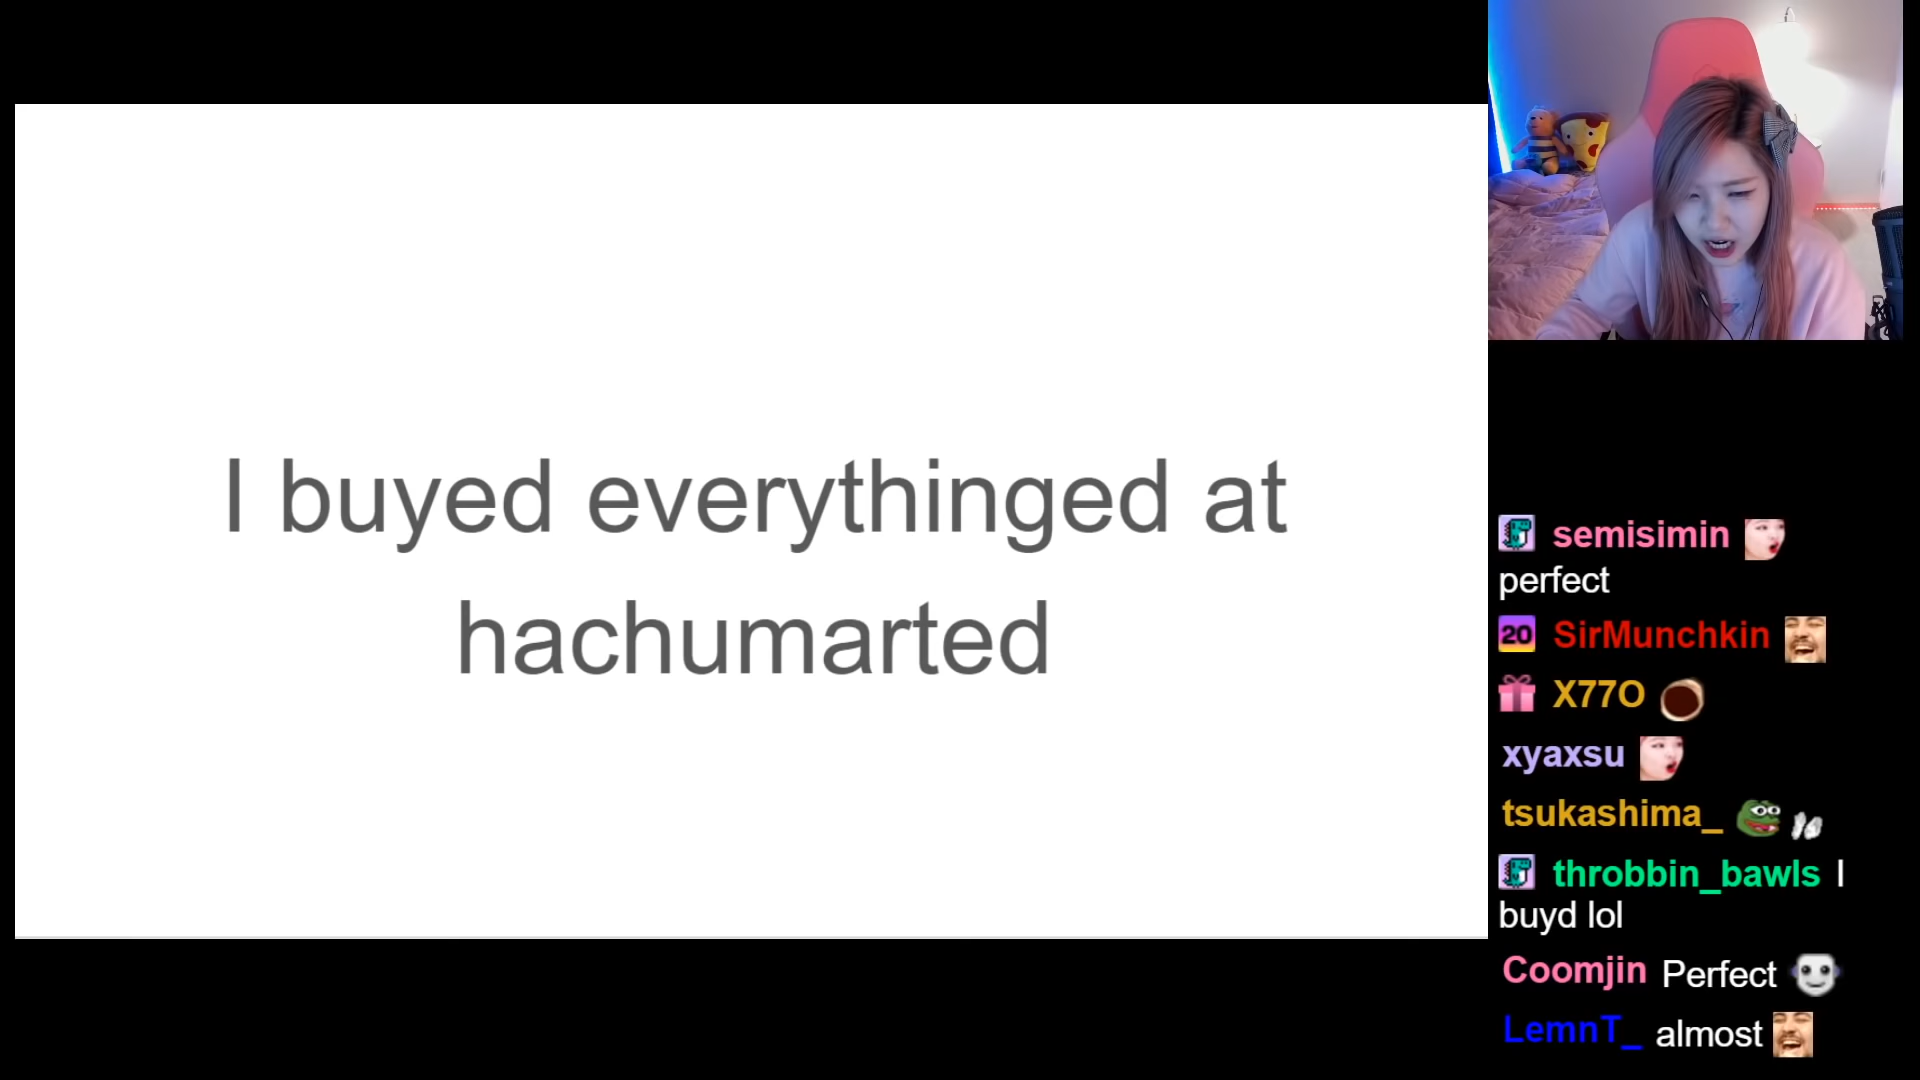 I buyed everythinged at
hachumarted
semisimin
perfect
20 SirMunchkin
X77O
xyaxsu
tsukashima_
throbbin_bawls I
buyd lol
Coomjin Perfect
LemnT_ almost